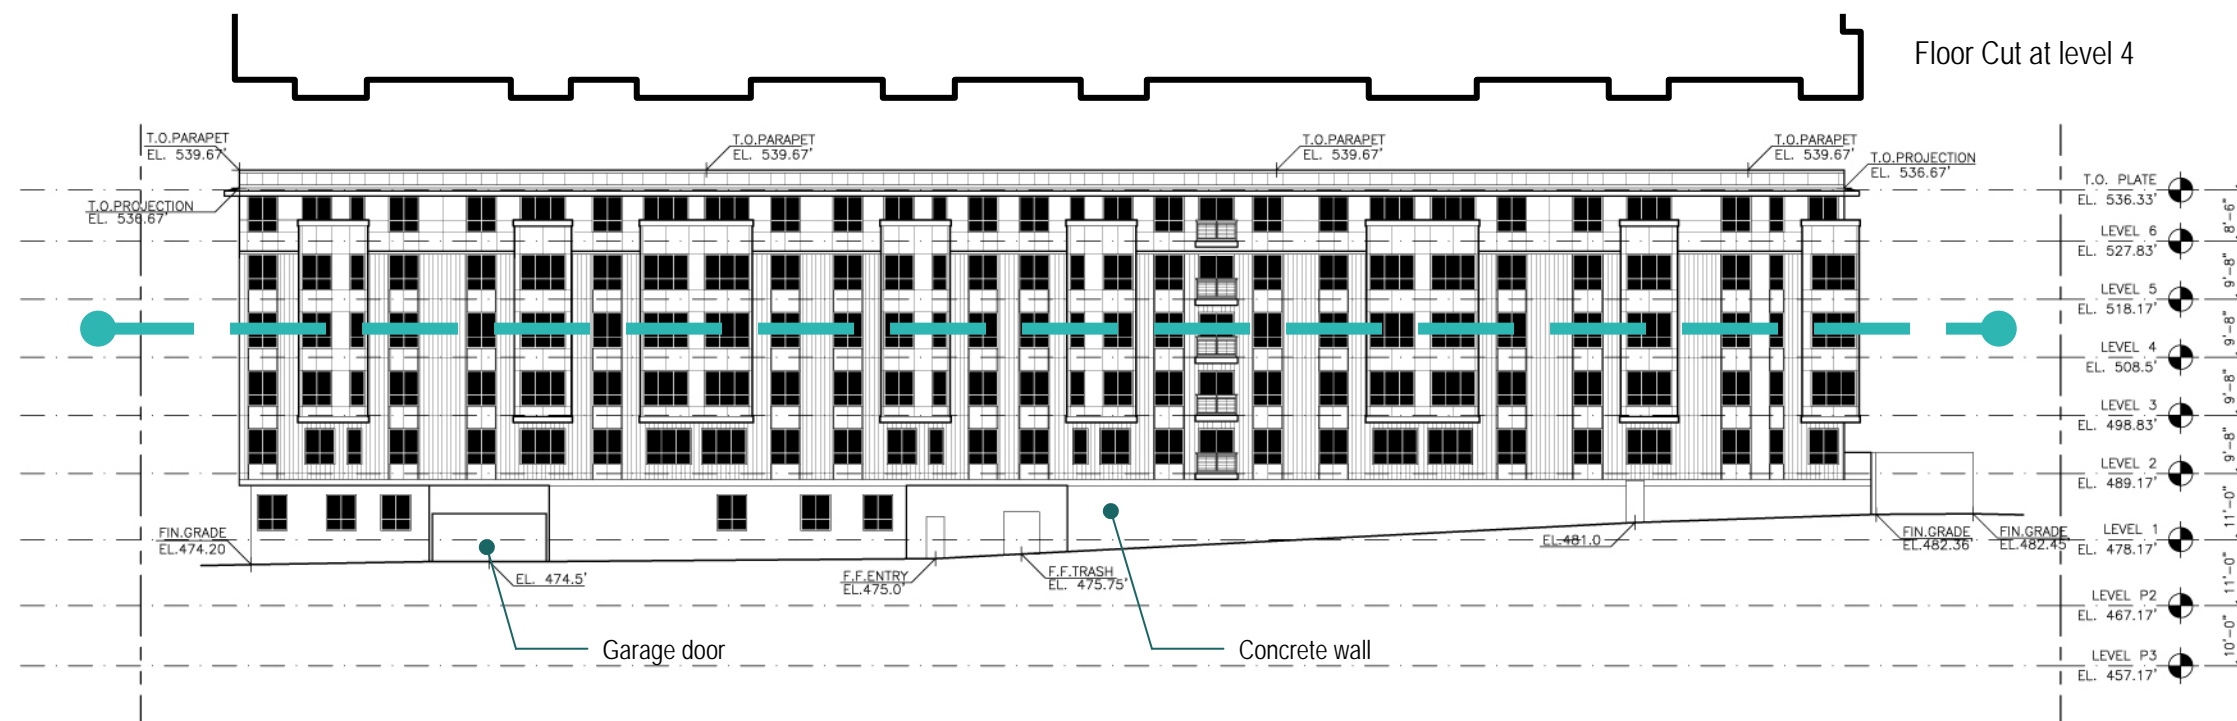 Floor Cut at level 4
T.O.PARAPET
EL. 539.67'
T.O.PARAPET
EL. 539.67'
T.O.PARAPET
EL. 539.67'
T.O.PARAPET
EL. 539.67'
T.O.PROJECTION
EL. 536.67'
T.O.PROJECTION
EL. 536.67'
T.O. PLATE
EL. 536.33'
8'-6"
LEVEL 6
EL. 527.83'
9'-8"
LEVEL 5
EL. 518.17'
9'-8"
LEVEL 4
EL. 508.5'
9'-8"
LEVEL 3
EL. 498.83'
9'-8"
LEVEL 2
EL. 489.17'
11'-0"
LEVEL 1
EL. 478.17'
11'-0"
LEVEL P2
EL. 467.17'
10'-0"
LEVEL P3
EL. 457.17'
FIN.GRADE
EL.474.20
EL. 474.5'
F.F.ENTRY
EL.475.0'
F.F.TRASH
EL. 475.75'
EL.481.0
FIN.GRADE
EL.482.36
FIN.GRADE
EL.482.45
Garage door
Concrete wall